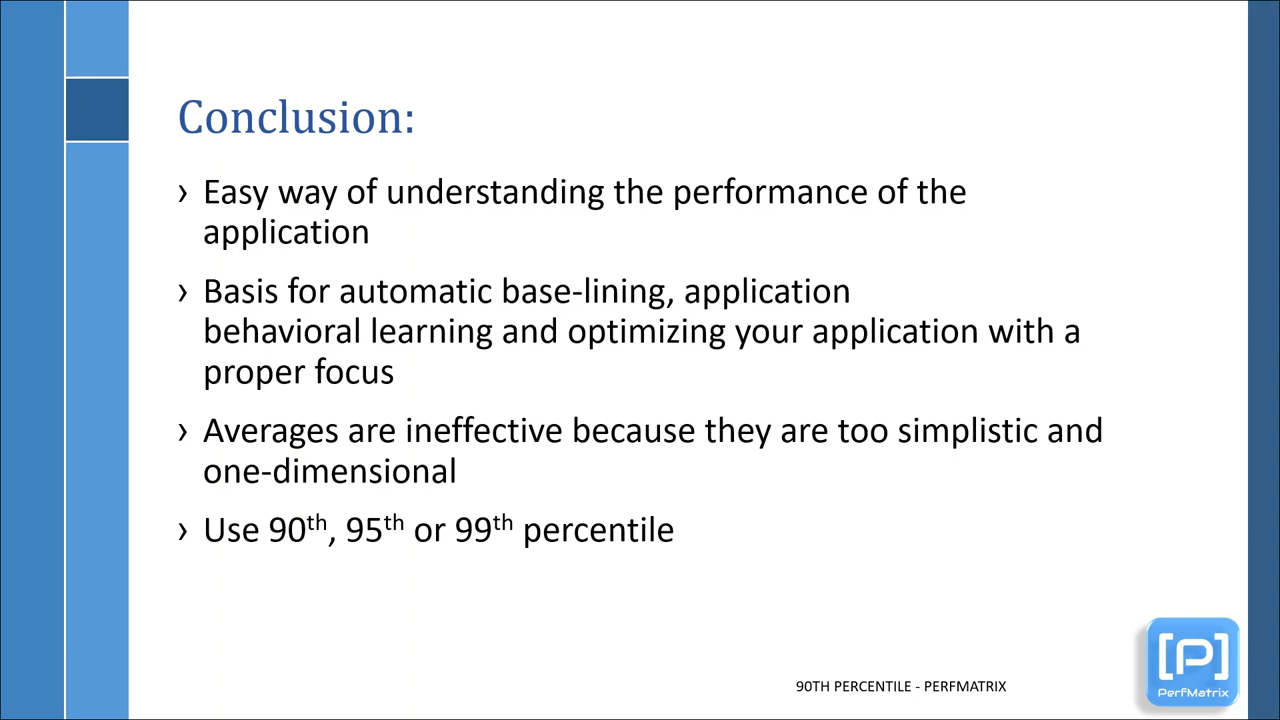 Conclusion:
› Easy way of understanding the performance of the
application
› Basis for automatic base-lining, application
behavioral learning and optimizing your application with a
proper focus
› Averages are ineffective because they are too simplistic and
one-dimensional
› Use 90th, 95th or 99th percentile
90TH PERCENTILE - PERFMATRIX
[P]
PerfMatrix